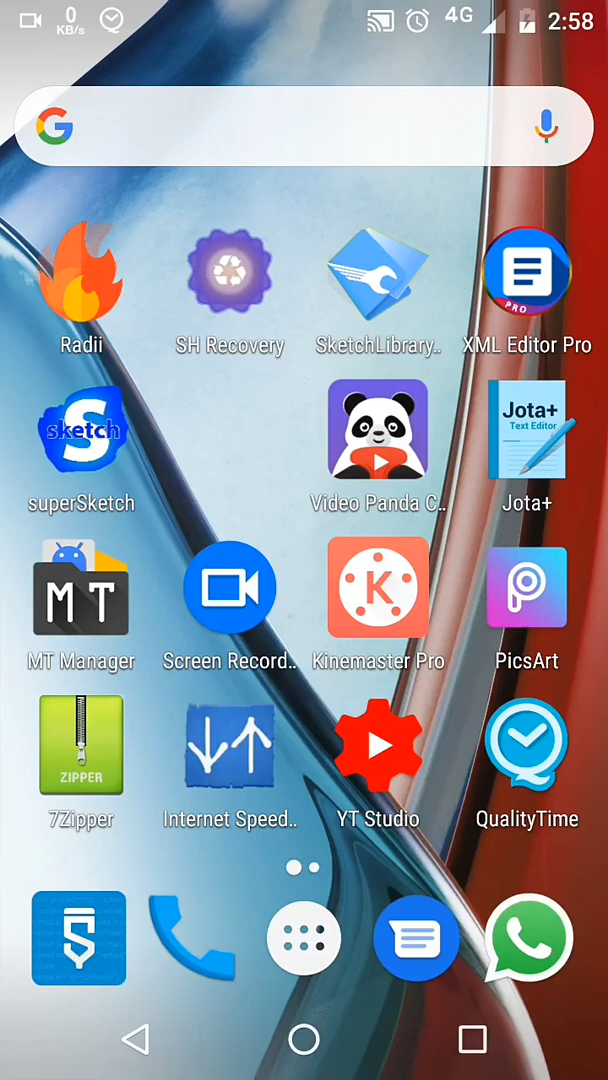 0
KB/s
4G
2:58
G
Radii
SH Recovery
SketchLibrary..
PRO
XML Editor Pro
S
sketch
superSketch
Video Panda C..
Jota+
Text Editor
Jota+
MT
MT Manager
Screen Record..
K
Kinemaster Pro
PicsArt
ZIPPER
7Zipper
Internet Speed..
YT Studio
QualityTime